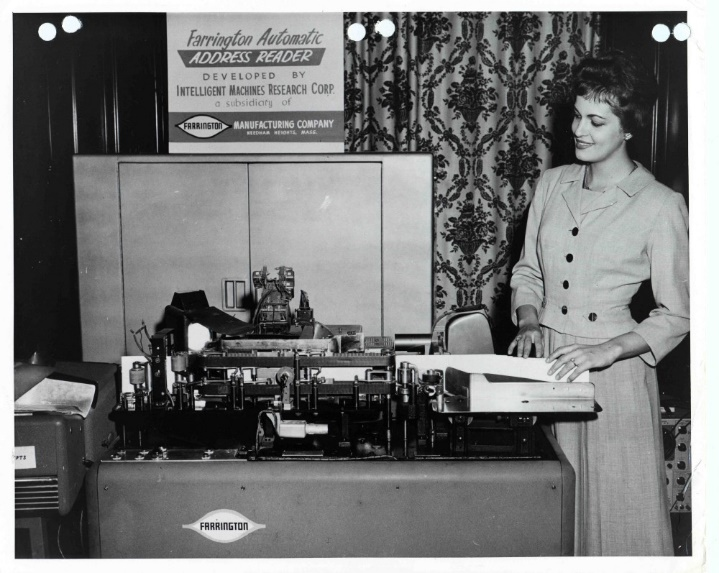 Farrington Automatic
ADDRESS READER
DEVELOPED BY
INTELLIGENT MACHINES RESEARCH CORP.
a subsidiary of
FARRINGTON MANUFACTURING COMPANY
NEEDHAM HEIGHTS, MASS.
FARRINGTON